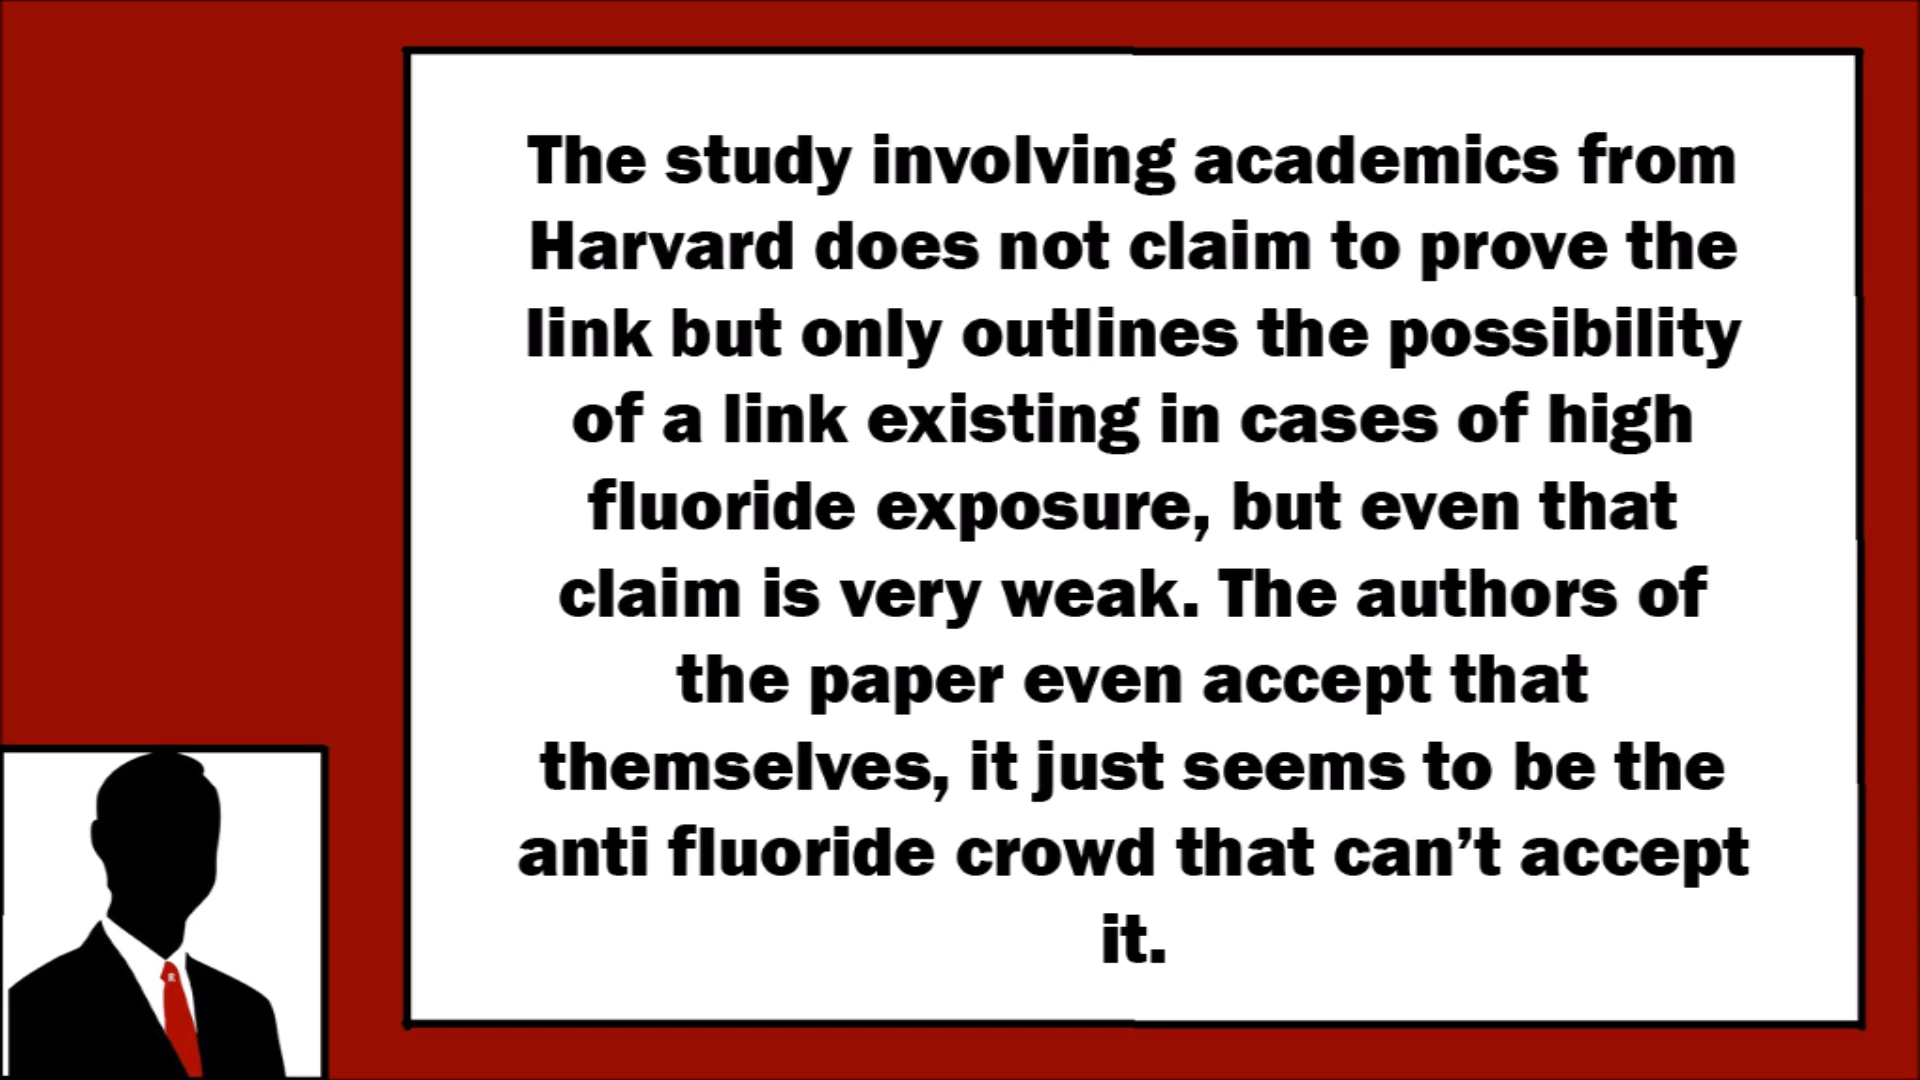 The study involving academics from
Harvard does not claim to prove the
link but only outlines the possibility
of a link existing in cases of high
fluoride exposure, but even that
claim is very weak. The authors of
the paper even accept that
themselves, it just seems to be the
anti fluoride crowd that can’t accept
it.